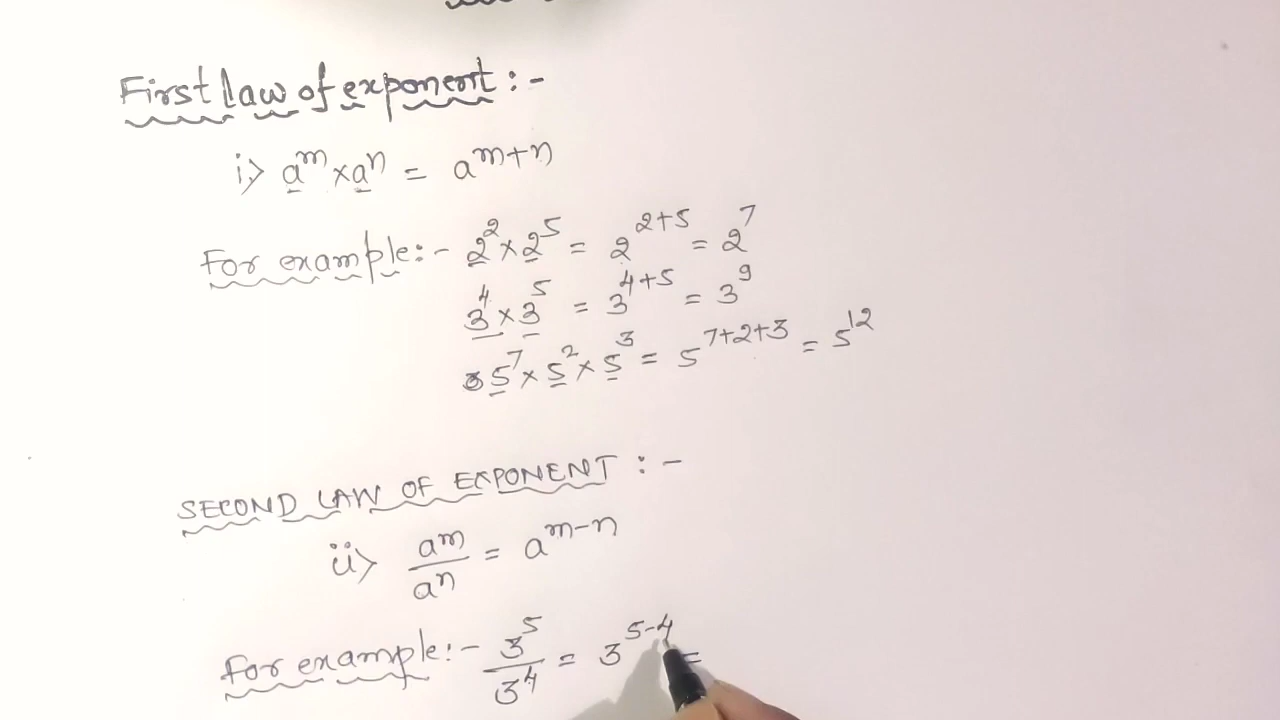 First law of exponent :-
i> a^m × a^n = a^m+n
For example :- 2^2 × 2^5 = 2^2+5 = 2^7
3^4 × 3^5 = 3^4+5 = 3^9
5^7 × 5^2 × 5^3 = 5^7+2+3 = 5^12
SECOND LAW OF EXPONENT :-
ii> a^m/a^n = a^m-n
For example :- 3^5/3^4 = 3^5-4 =